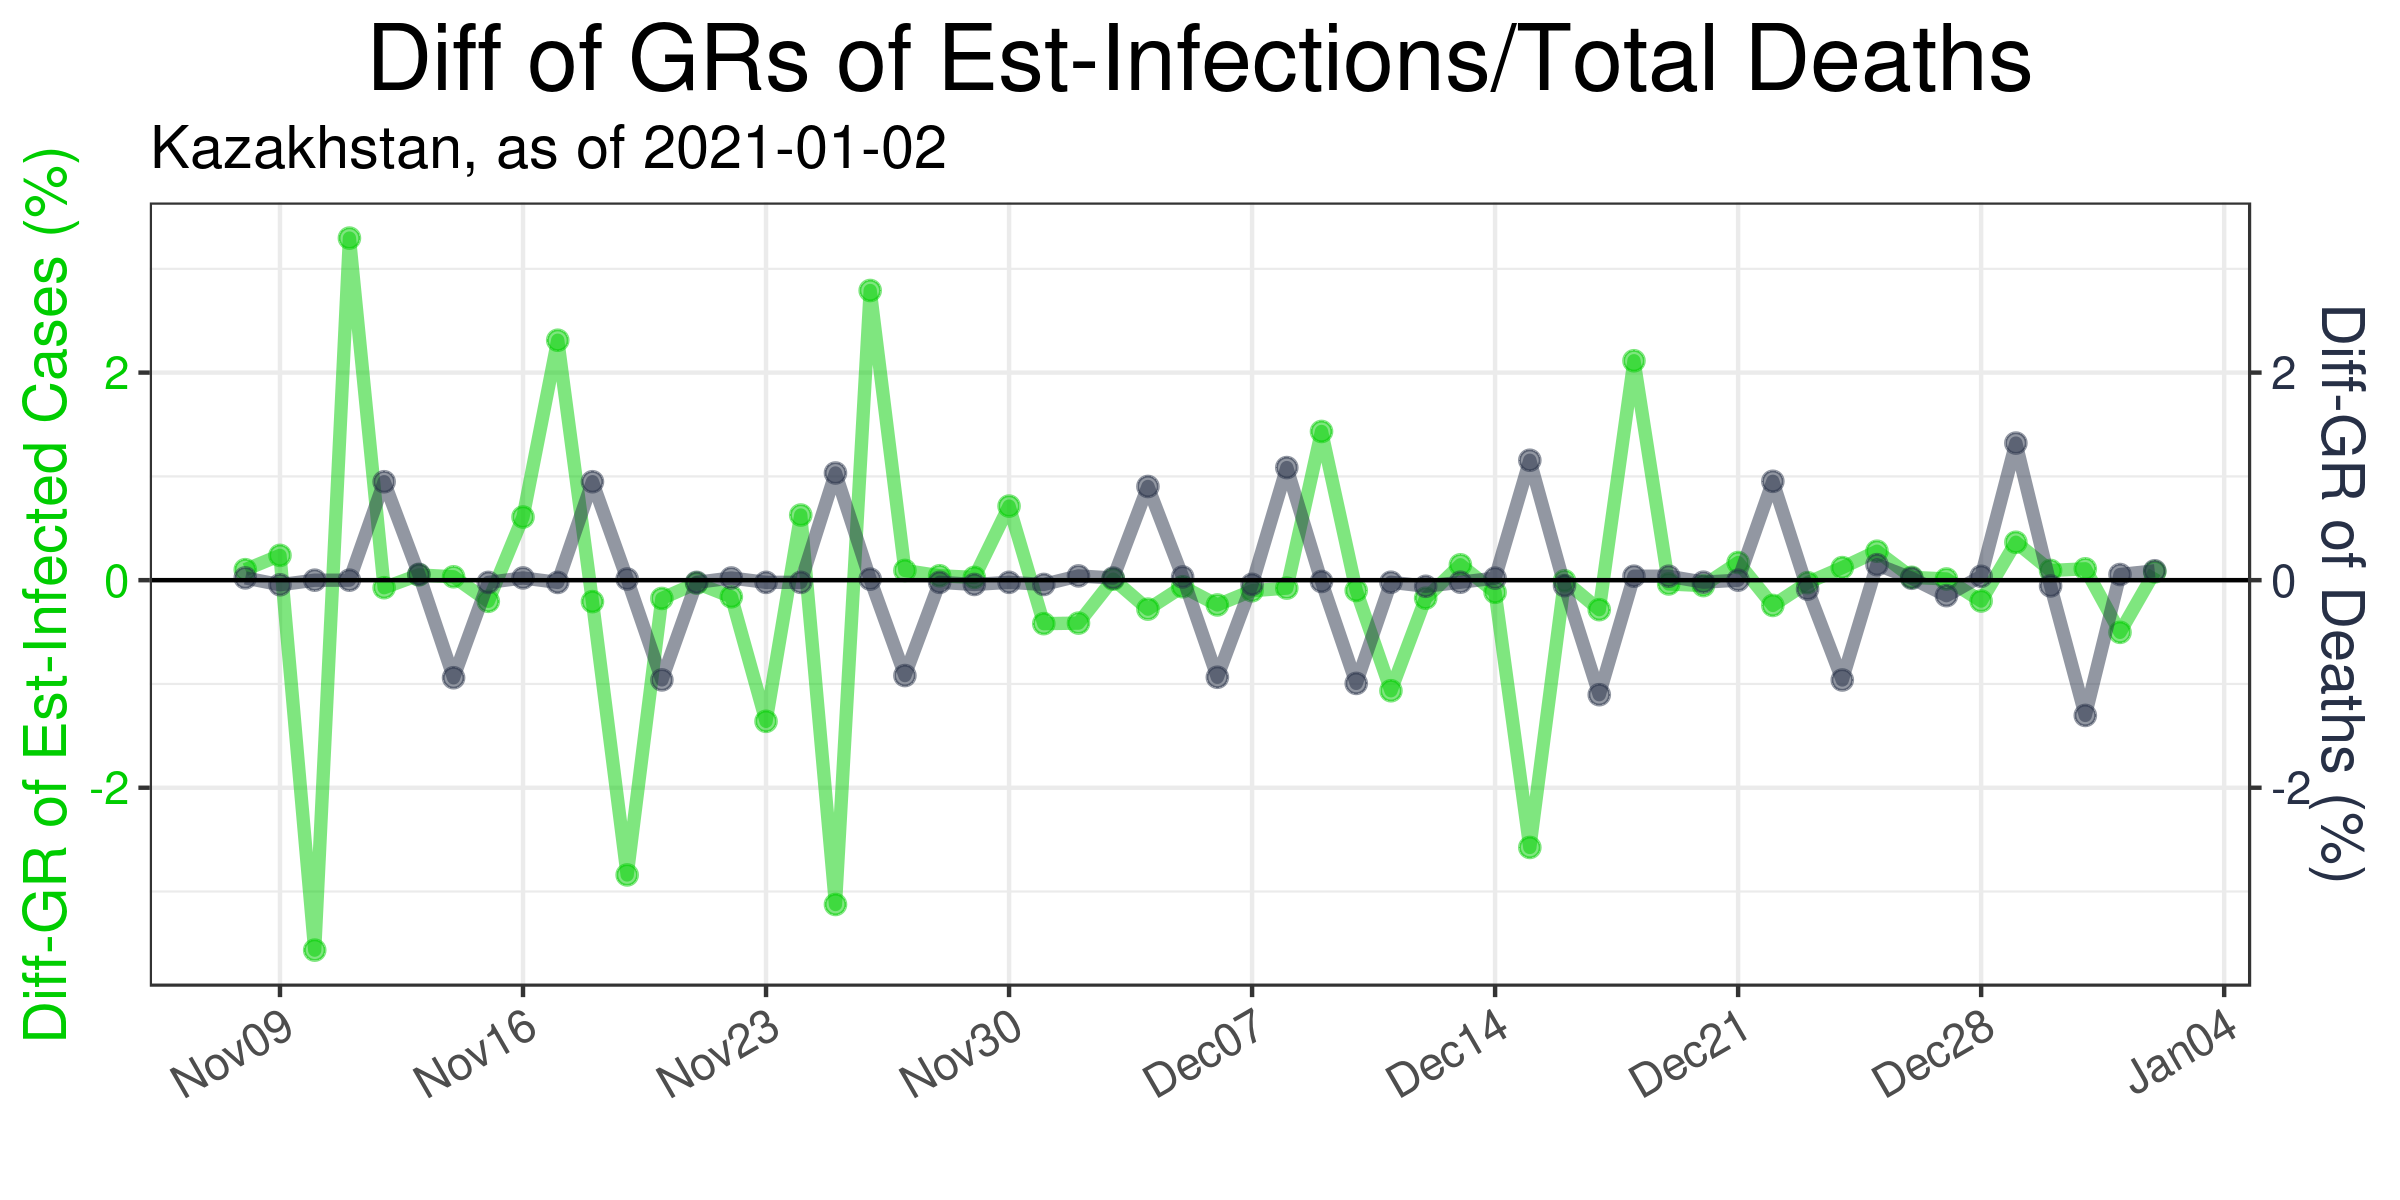 Diff of GRs of Est-Infections/Total Deaths
Kazakhstan, as of 2021-01-02
Diff-GR of Est-Infected Cases (%)
2
0
-2
2
0
-2
Diff-GR of Deaths (%)
Nov09
Nov16
Nov23
Nov30
Dec07
Dec14
Dec21
Dec28
Jan04